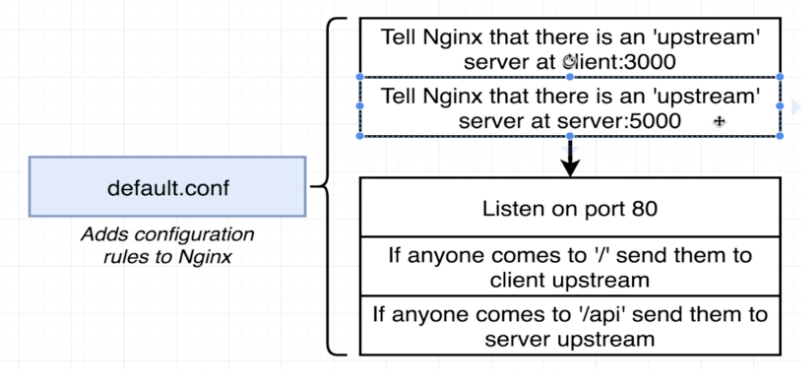 Tell Nginx that there is an 'upstream'
server at client:3000
Tell Nginx that there is an 'upstream'
server at server:5000
default.conf
Adds configuration
rules to Nginx
Listen on port 80
If anyone comes to '/' send them to
client upstream
If anyone comes to '/api' send them to
server upstream